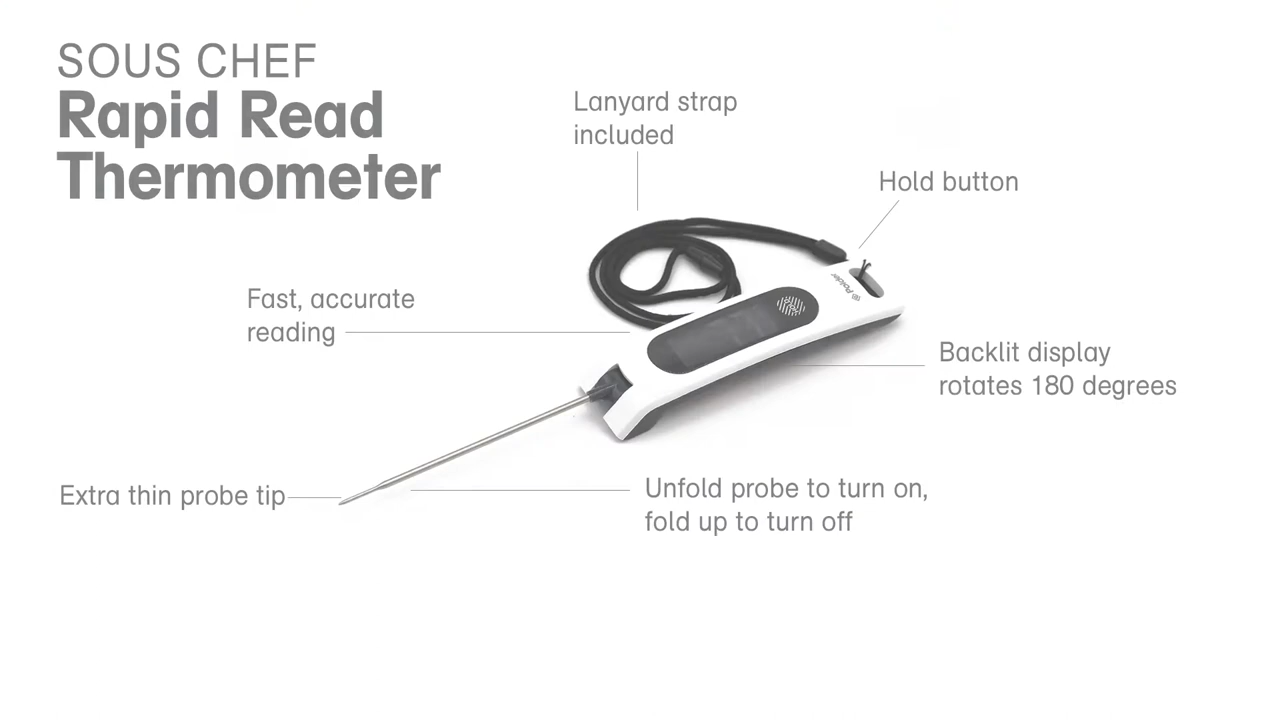 SOUS CHEF
Rapid Read
Thermometer
Lanyard strap
included
Hold button
Polder
Fast, accurate
reading
Backlit display
rotates 180 degrees
Extra thin probe tip
Unfold probe to turn on,
fold up to turn off